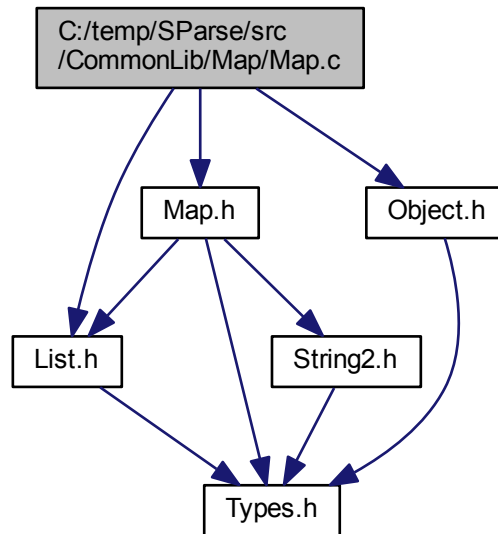 C:/temp/SParse/src
/CommonLib/Map/Map.c
Map.h
Object.h
List.h
String2.h
Types.h